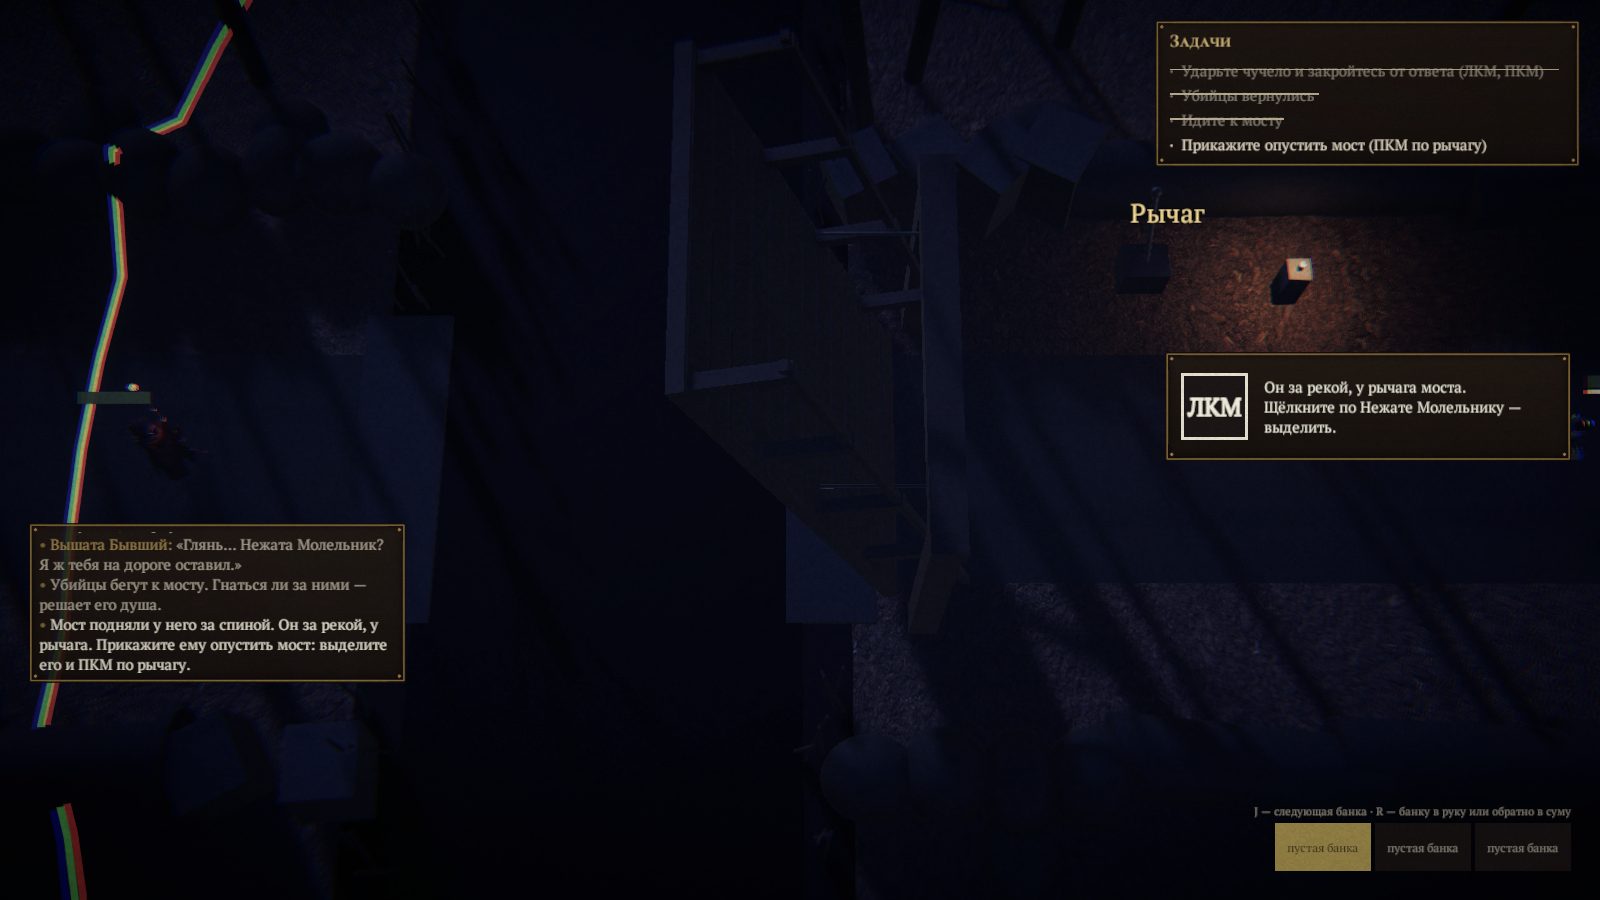 Задачи
· Ударьте чучело и закройтесь от ответа (ЛКМ, ПКМ)
· Убийцы вернулись
· Идите к мосту
· Прикажите опустить мост (ПКМ по рычагу)
Рычаг
ЛКМ
Он за рекой, у рычага моста.
Щёлкните по Нежате Молельнику —
выделить.
• Вышата Бывший: «Глянь... Нежата Молельник?
Я ж тебя на дороге оставил.»
• Убийцы бегут к мосту. Гнаться ли за ними —
решает его душа.
• Мост подняли у него за спиной. Он за рекой, у
рычага. Прикажите ему опустить мост: выделите
его и ПКМ по рычагу.
J — следующая банка · R — банку в руку или обратно в суму
пустая банка
пустая банка
пустая банка